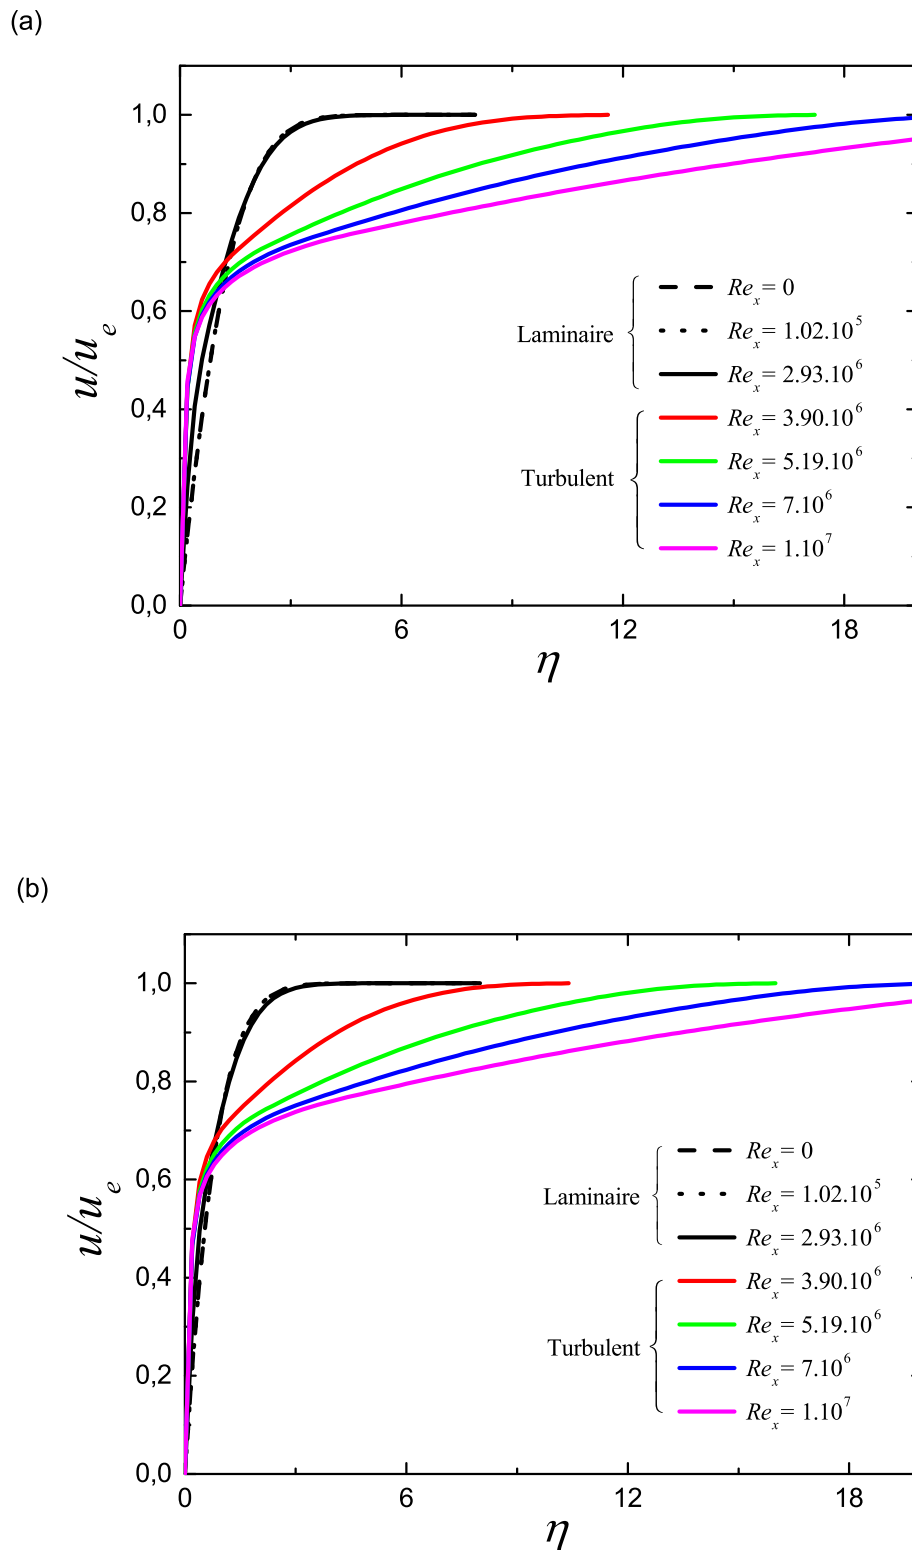 (a)
1,0
0,8
0,6
0,4
0,2
0,0
u/u_e
0 6 12 18
η
Laminaire
Re_x = 0
Re_x = 1.02.10^5
Re_x = 2.93.10^6
Turbulent
Re_x = 3.90.10^6
Re_x = 5.19.10^6
Re_x = 7.10^6
Re_x = 1.10^7
(b)
1,0
0,8
0,6
0,4
0,2
0,0
u/u_e
0 6 12 18
η
Laminaire
Re_x = 0
Re_x = 1.02.10^5
Re_x = 2.93.10^6
Turbulent
Re_x = 3.90.10^6
Re_x = 5.19.10^6
Re_x = 7.10^6
Re_x = 1.10^7